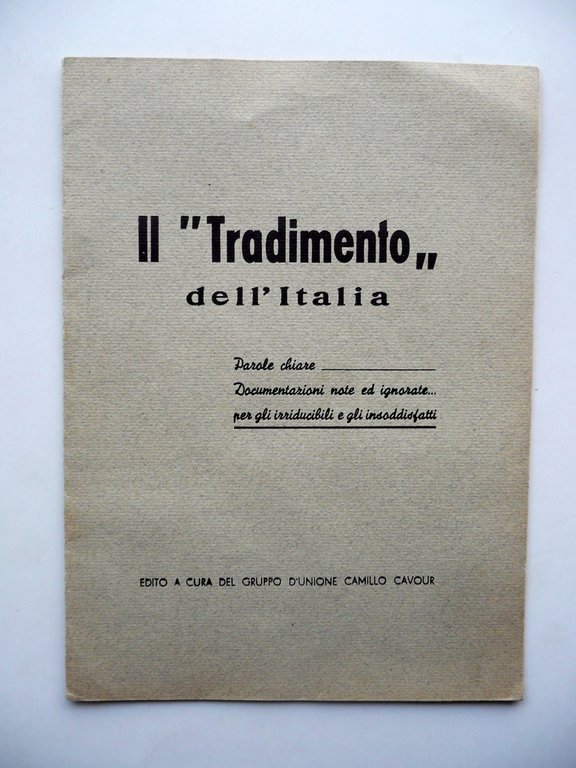 Il "Tradimento„
dell'Italia
Parole chiare
Documentazioni note ed ignorate...
per gli irriducibili e gli insoddisfatti
EDITO A CURA DEL GRUPPO D'UNIONE CAMILLO CAVOUR